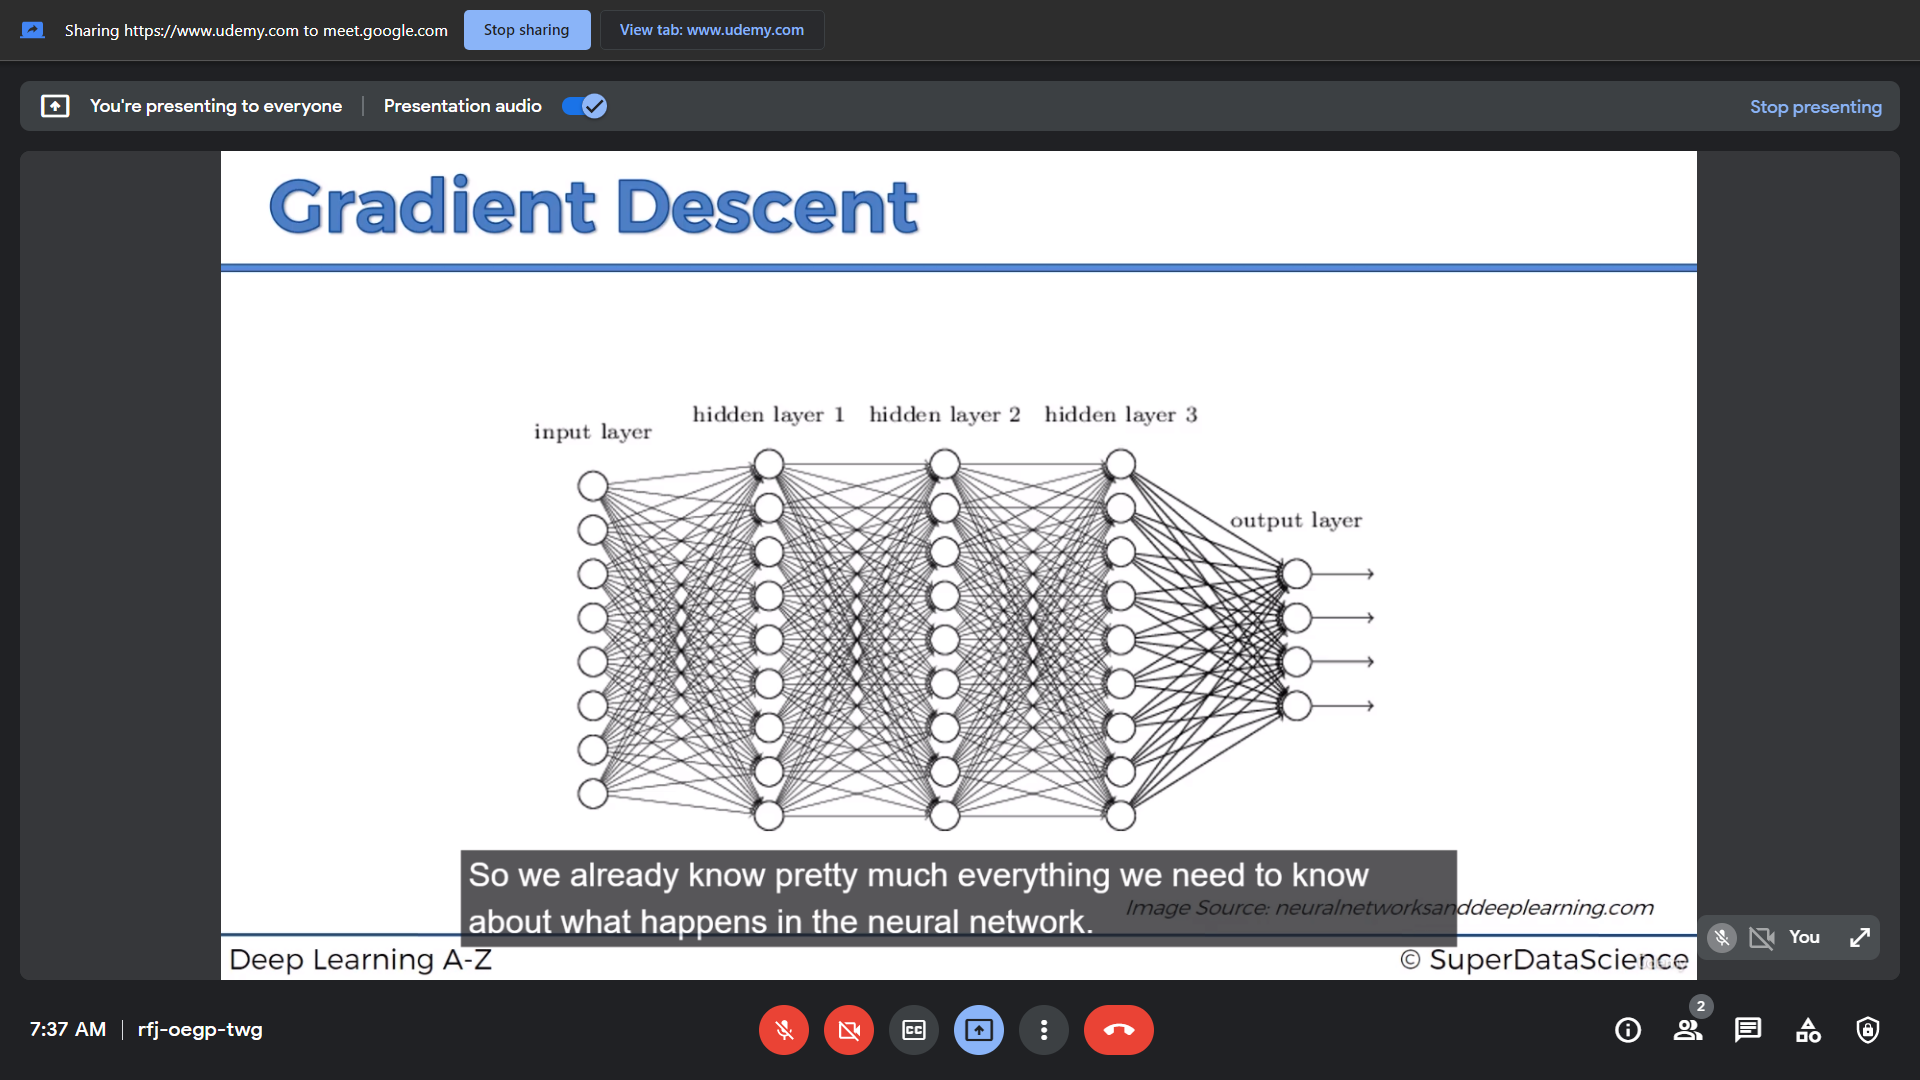 Sharing https://www.udemy.com to meet.google.com Stop sharing View tab: www.udemy.com
You're presenting to everyone Presentation audio Stop presenting
Gradient Descent
hidden layer 1 hidden layer 2 hidden layer 3
input layer
output layer
So we already know pretty much everything we need to know
about what happens in the neural network.
Image Source: neuralnetworksanddeeplearning.com
You
Deep Learning A-Z © SuperDataScience
2
7:37 AM rfj-oegp-twg
CC